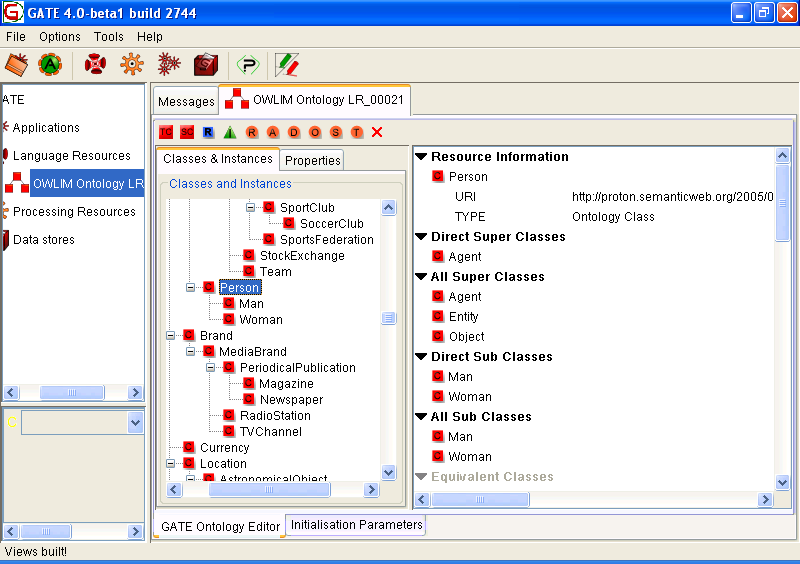 GATE 4.0-beta1 build 2744
File Options Tools Help
ATE
Applications
Language Resources
OWLIM Ontology LR
Processing Resources
Data stores
C
Messages
OWLIM Ontology LR_00021
TC SC R I R A D O S T
Classes & Instances Properties
Classes and Instances
SportClub
SoccerClub
SportsFederation
StockExchange
Team
Person
Man
Woman
Brand
MediaBrand
PeriodicalPublication
Magazine
Newspaper
RadioStation
TVChannel
Currency
Location
AstronomicalObject
Resource Information
C Person
URI http://proton.semanticweb.org/2005/0
TYPE Ontology Class
Direct Super Classes
C Agent
All Super Classes
C Agent
C Entity
C Object
Direct Sub Classes
C Man
C Woman
All Sub Classes
C Man
C Woman
Equivalent Classes
GATE Ontology Editor Initialisation Parameters
Views built!